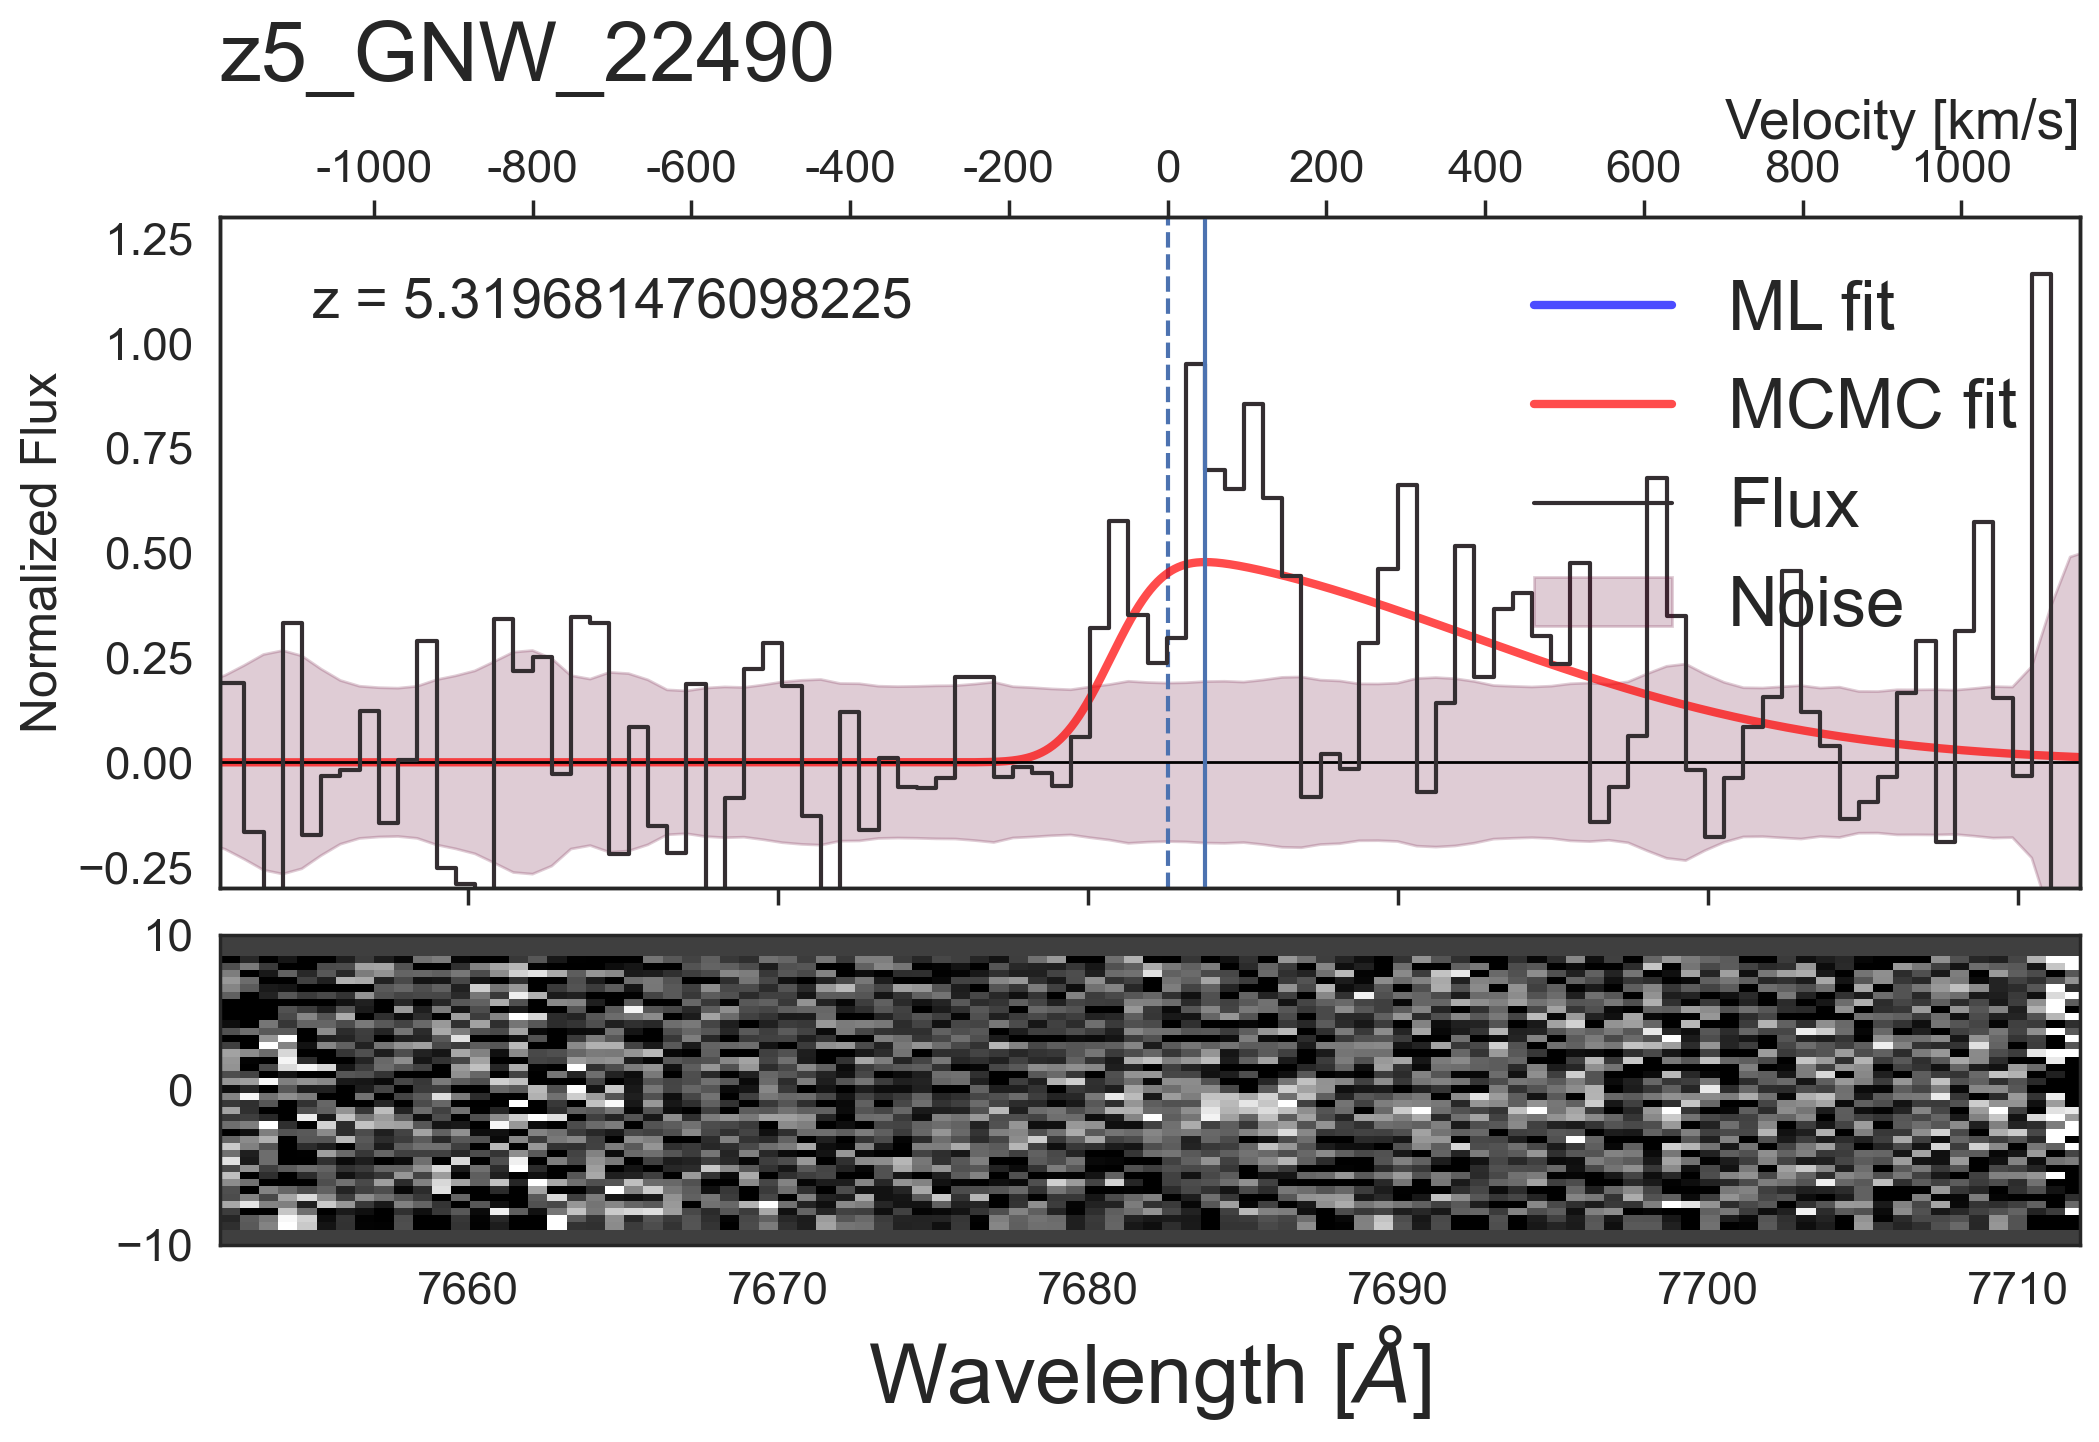 z5_GNW_22490
Velocity [km/s]
-1000 -800 -600 -400 -200 0 200 400 600 800 1000
1.25
1.00
0.75
0.50
0.25
0.00
−0.25
Normalized Flux
z = 5.319681476098225
ML fit
MCMC fit
Flux
Noise
10
0
−10
7660 7670 7680 7690 7700 7710
Wavelength [Å]